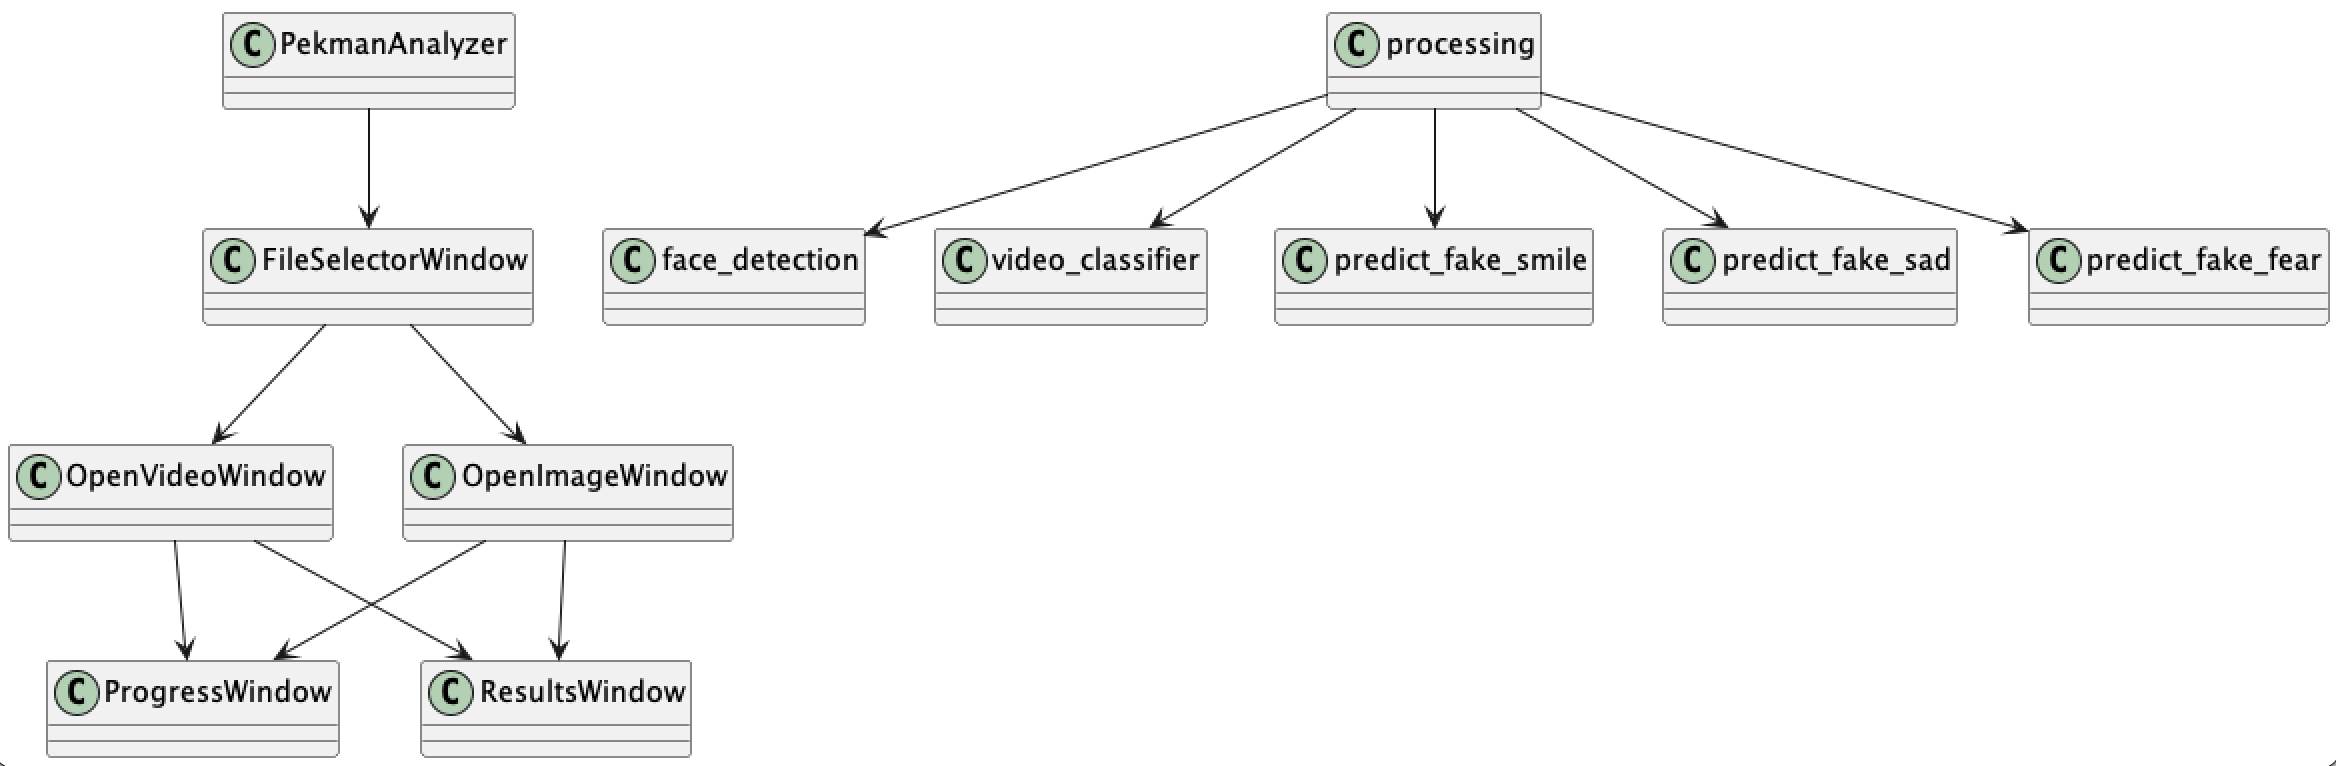 C PekmanAnalyzer
C processing
C FileSelectorWindow
C face_detection
C video_classifier
C predict_fake_smile
C predict_fake_sad
C predict_fake_fear
C OpenVideoWindow
C OpenImageWindow
C ProgressWindow
C ResultsWindow